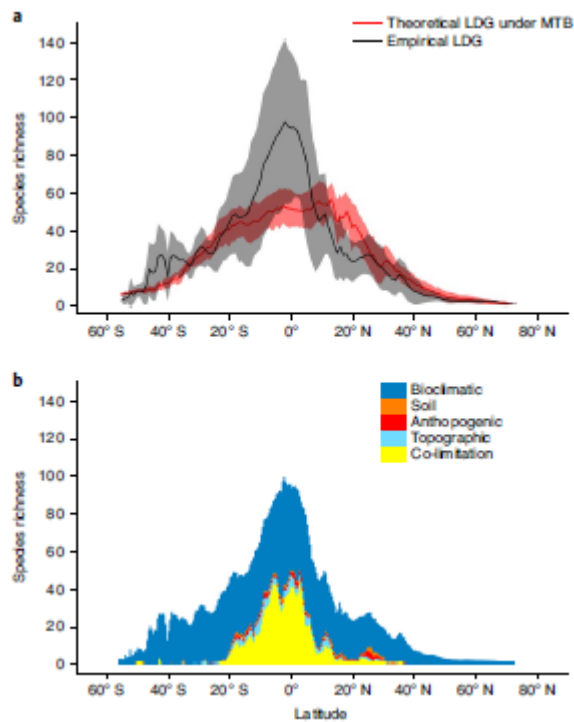 a
Theoretical LDG under MTB
Empirical LDG
140
120
100
80
60
40
20
0
Species richness
60° S 40° S 20° S 0° 20° N 40° N 60° N 80° N
b
Bioclimatic
Soil
Anthopogenic
Topographic
Co-limitation
140
120
100
80
60
40
20
0
Species richness
60° S 40° S 20° S 0° 20° N 40° N 60° N 80° N
Latitude